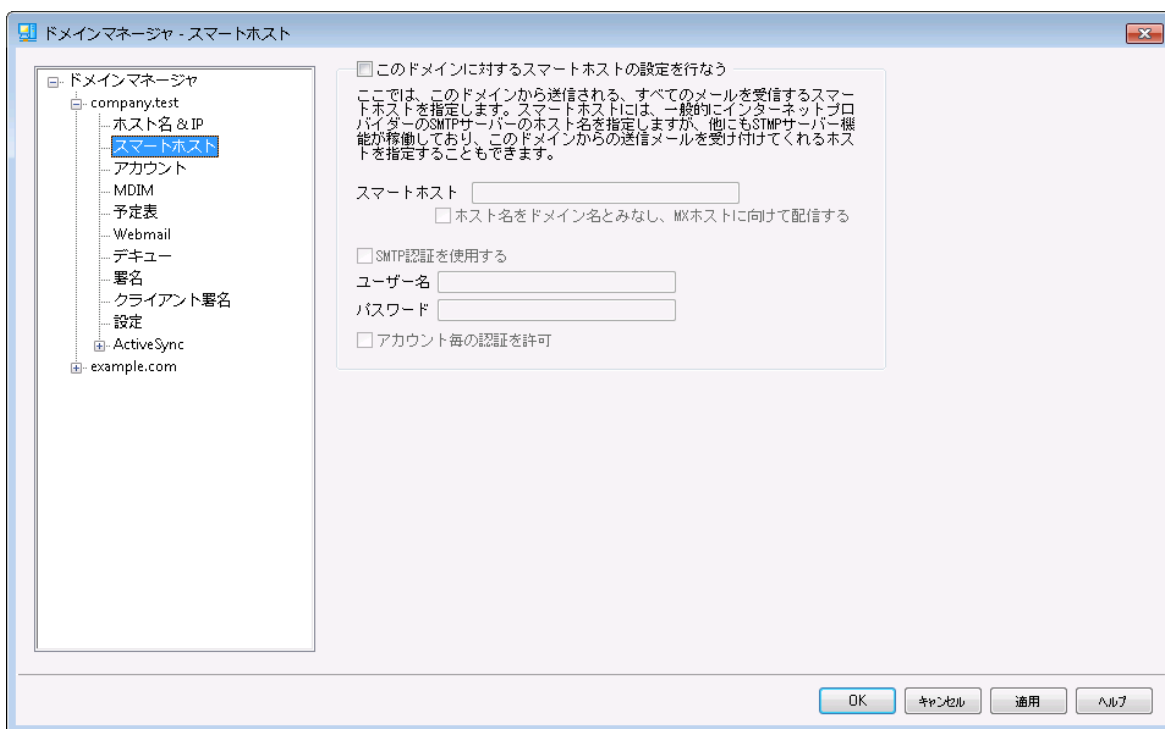 ドメインマネージャ - スマートホスト
ドメインマネージャ
company.test
ホスト名 & IP
スマートホスト
アカウント
MDIM
予定表
Webmail
デキュー
署名
クライアント署名
設定
ActiveSync
example.com
このドメインに対するスマートホストの設定を行なう
ここでは、このドメインから送信される、すべてのメールを受信するスマー
トホストを指定します。スマートホストには、一般的にインターネットプロ
バイダーのSMTPサーバーのホスト名を指定しますが、他にもSTMPサーバー機
能が稼働しており、このドメインからの送信メールを受け付けてくれるホス
トを指定することもできます。
スマートホスト
ホスト名をドメイン名とみなし、MXホストに向けて配信する
SMTP認証を使用する
ユーザー名
パスワード
アカウント毎の認証を許可
OK
キャンセル
適用
ヘルプ